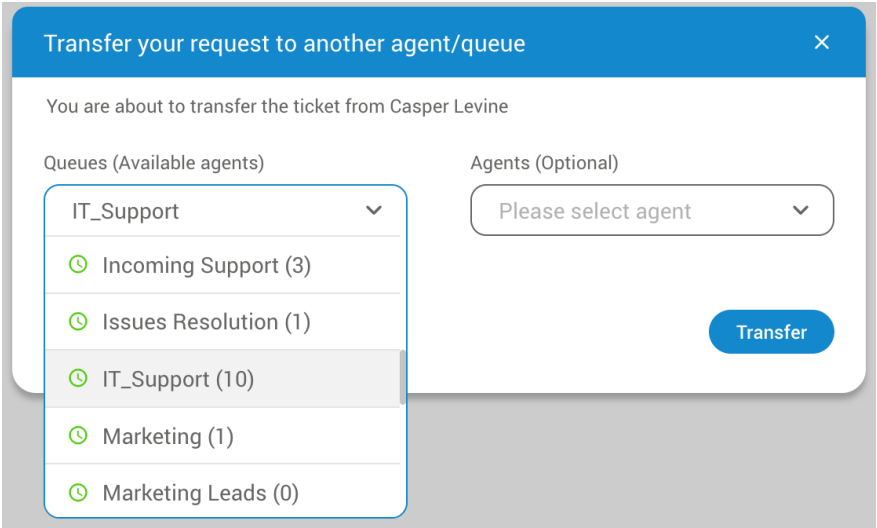 Transfer your request to another agent/queue
You are about to transfer the ticket from Casper Levine
Queues (Available agents)
Agents (Optional)
IT_Support
Please select agent
Incoming Support (3)
Issues Resolution (1)
Transfer
IT_Support (10)
Marketing (1)
Marketing Leads (0)